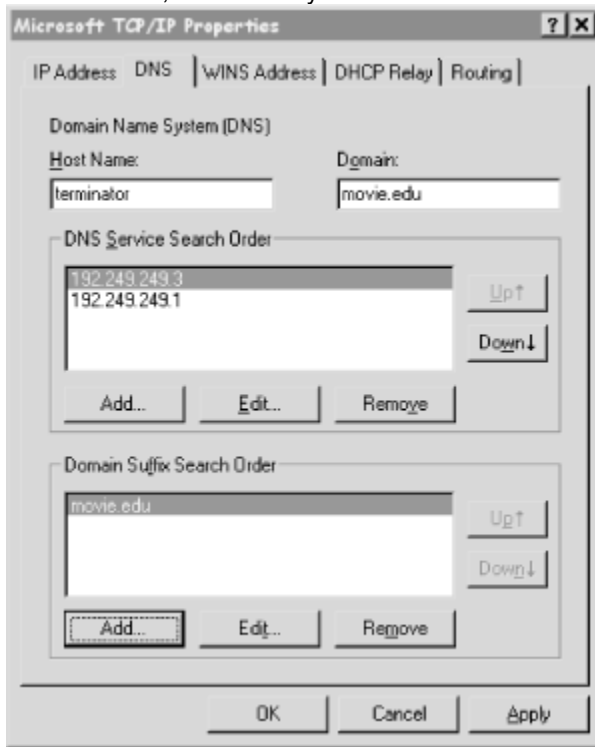 Microsoft TCP/IP Properties ? X
IP Address DNS WINS Address DHCP Relay Routing
Domain Name System (DNS)
Host Name: Domain:
terminator movie.edu
DNS Service Search Order
192.249.249.3
192.249.249.1
Up↑
Down↓
Add... Edit... Remove
Domain Suffix Search Order
movie.edu
Up↑
Down↓
Add... Edit... Remove
OK Cancel Apply